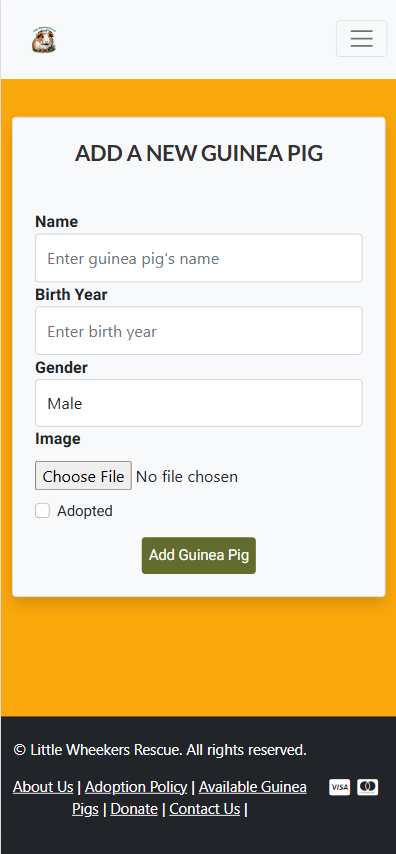 ADD A NEW GUINEA PIG
Name
Enter guinea pig's name
Birth Year
Enter birth year
Gender
Male
Image
Choose File No file chosen
Adopted
Add Guinea Pig
© Little Wheekers Rescue. All rights reserved.
About Us | Adoption Policy | Available Guinea
Pigs | Donate | Contact Us |
VISA